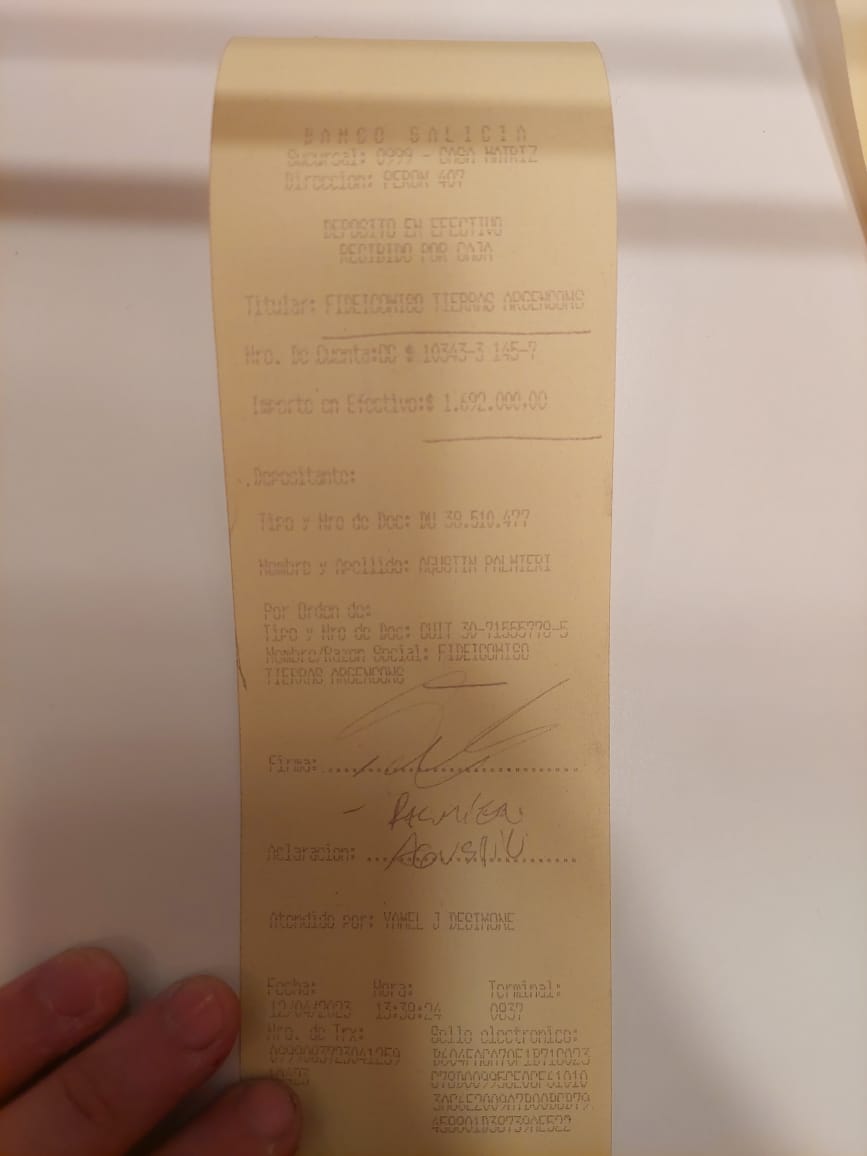 BANCO GALICIA
Sucursal: 0999 - CASA MATRIZ
Direccion: PERON 407
DEPOSITO EN EFECTIVO
RECIBIDO POR CAJA
Titular: FIDEICOMISO TIERRAS ARGENCONS
Nro. De Cuenta:CC $ 10343-3 145-7
Importe en Efectivo:$ 1.692.000,00
Depositante:
Tipo y Nro de Doc: DU 38.510.477
Nombre y Apellido: AGUSTIN PALMIERI
Por Orden de:
Tipo y Nro de Doc: CUIT 30-71555778-5
Nombre/Razon Social: FIDEICOMISO
TIERRAS ARGENCONS
Firma:
PALMIERI
Aclaracion: AGUSTIN
Atendido por: YAMEL J DESIMONE
Fecha: Hora: Terminal:
12/04/2023 13:38:24 0837
Nro. de Trx: Sello electronico: